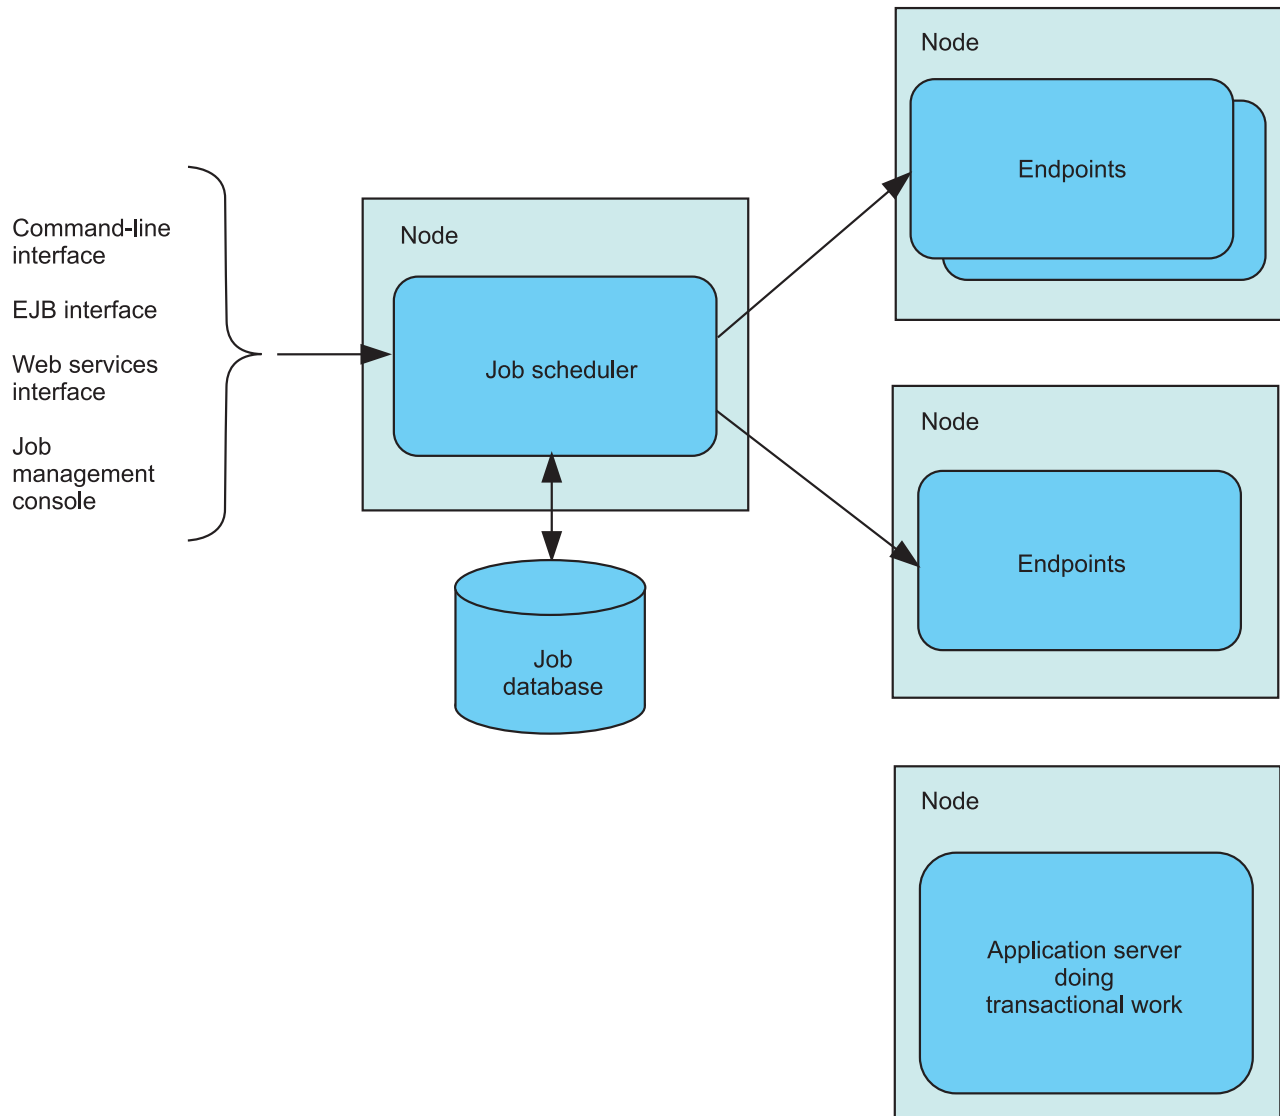 Command-line
interface
EJB interface
Web services
interface
Job
management
console
Node
Job scheduler
Job
database
Node
Endpoints
Node
Endpoints
Node
Application server
doing
transactional work